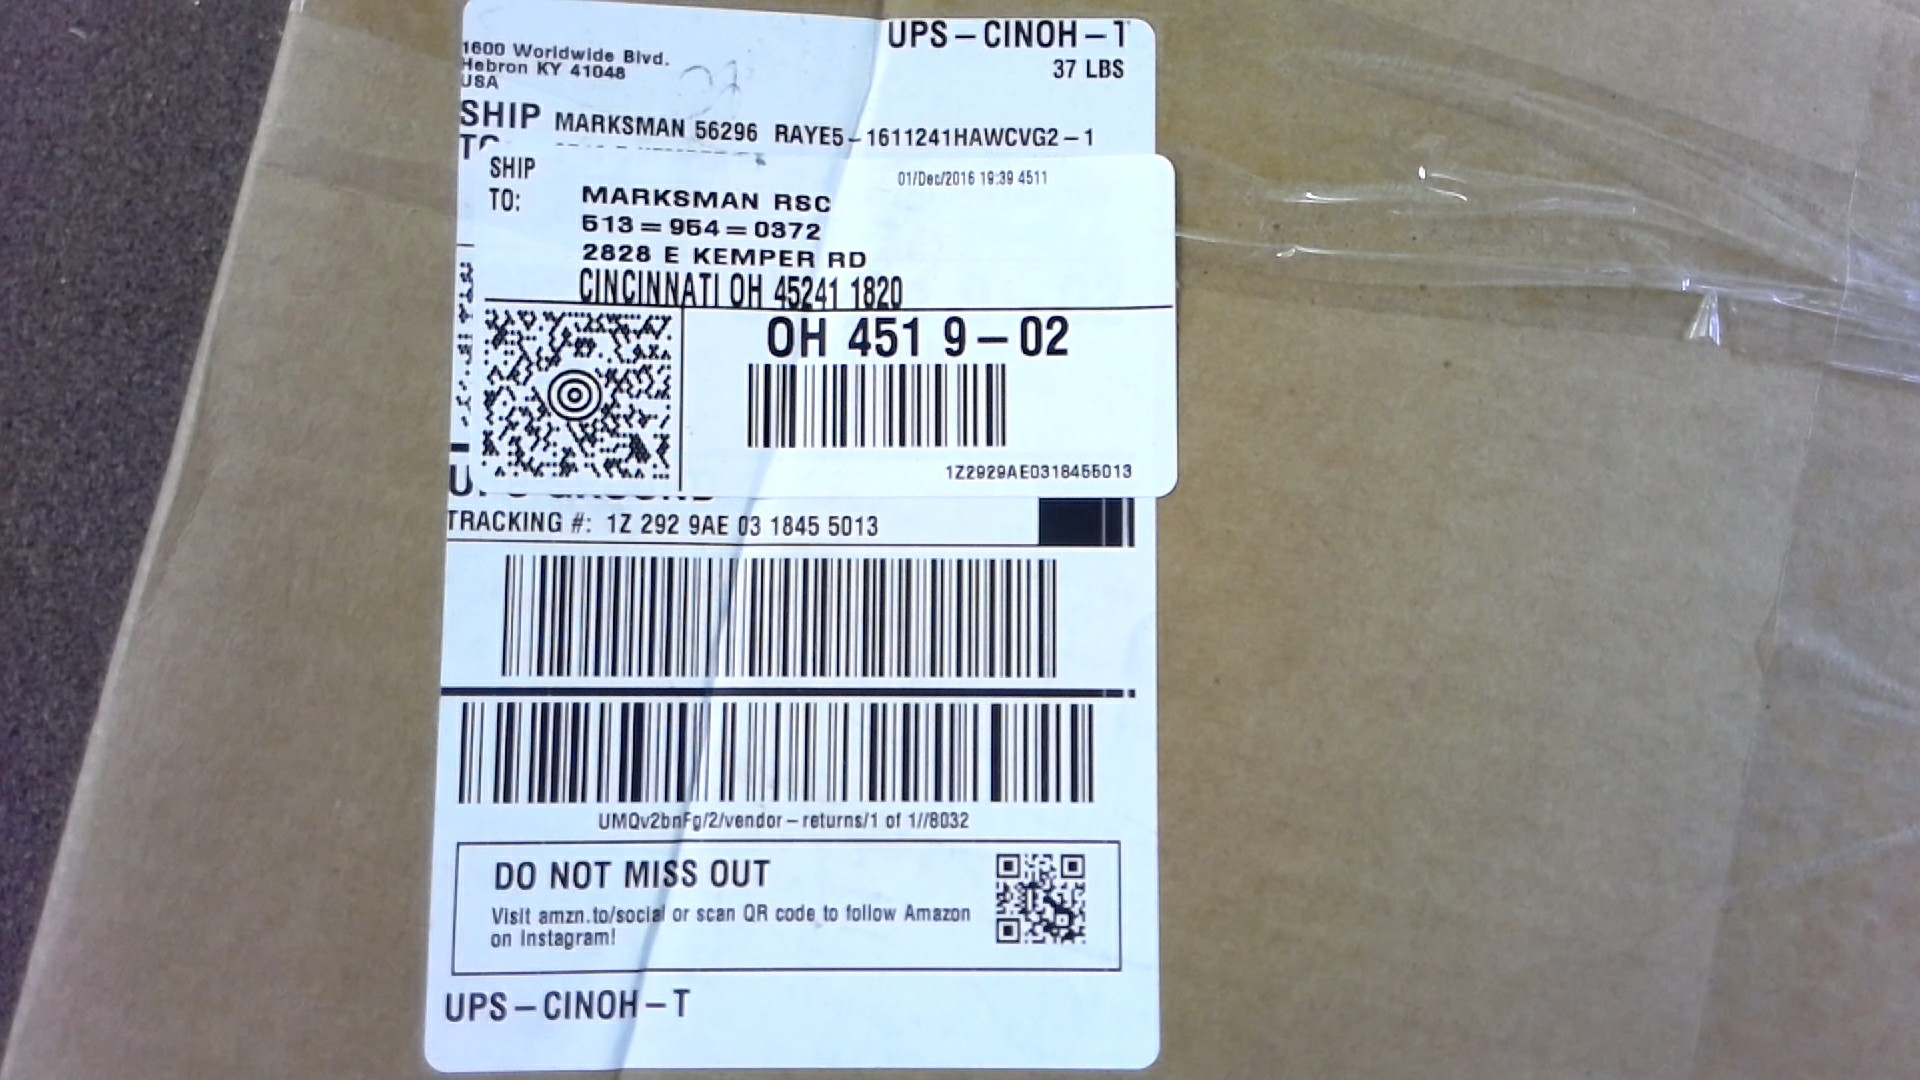 UPS - CINOH - T
37 LBS
1600 Worldwide Blvd.
Hebron KY 41048
USA
SHIP
MARKSMAN 56296 RAYE5-1611241HAWCVG2-1
SHIP
TO:
01/Dec/2016 19:39 4511
MARKSMAN RSC
513=954=0372
2828 E KEMPER RD
CINCINNATI OH 45241 1820
OH 451 9-02
1Z2929AE0318455013
TRACKING #: 1Z 292 9AE 03 1845 5013
UMQv2bnFg/2/vendor-returns/1 of 1//8032
DO NOT MISS OUT
Visit amzn.to/social or scan QR code to follow Amazon
on Instagram!
UPS - CINOH - T